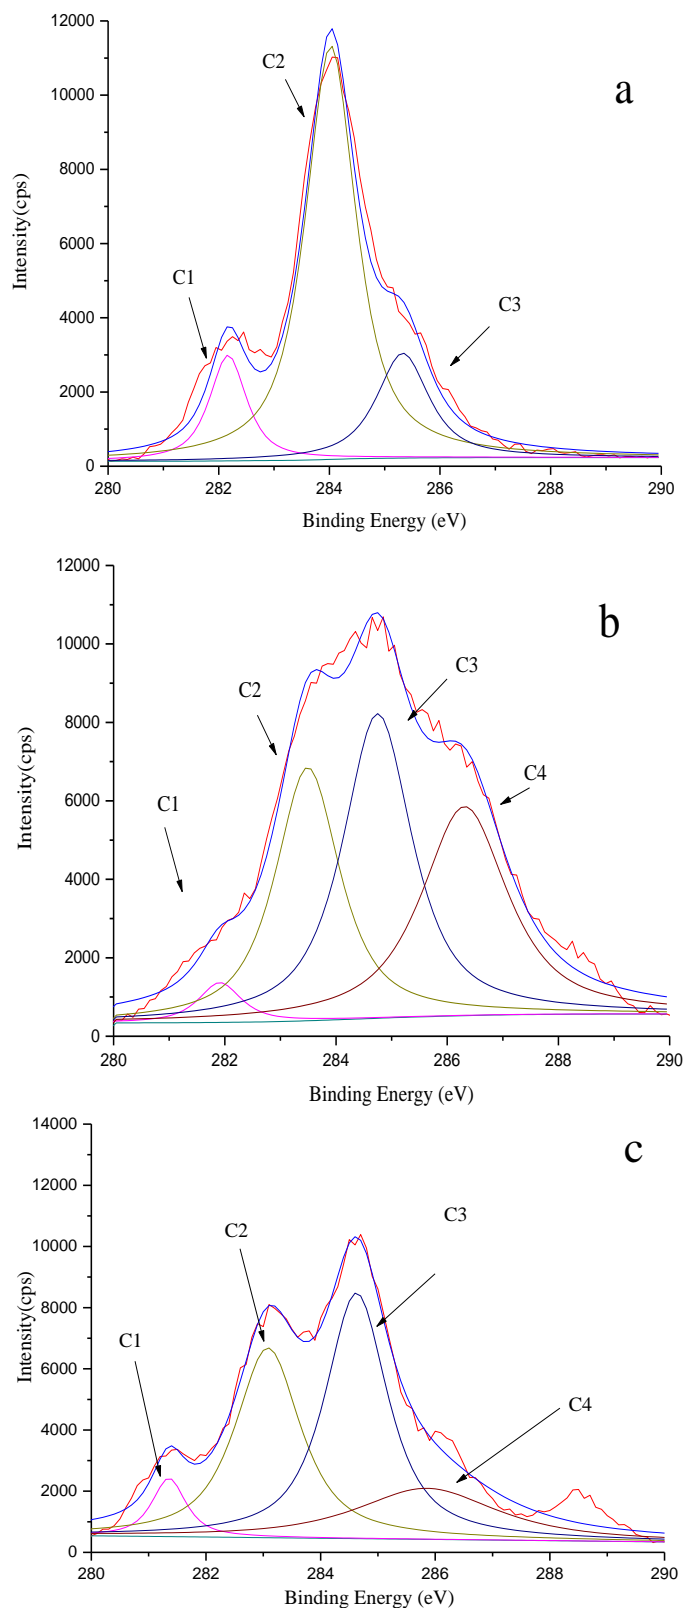 12000
C2
a
10000
8000
Intensity(cps)
6000
C1
4000
C3
2000
0
280 282 284 286 288 290
Binding Energy (eV)
12000
b
10000
C3
C2
8000
Intensity(cps)
C4
C1
6000
4000
2000
0
280 282 284 286 288 290
Binding Energy (eV)
14000
c
12000
C3
C2
10000
8000
Intensity(cps)
6000
C1
4000
C4
2000
0
280 282 284 286 288 290
Binding Energy (eV)